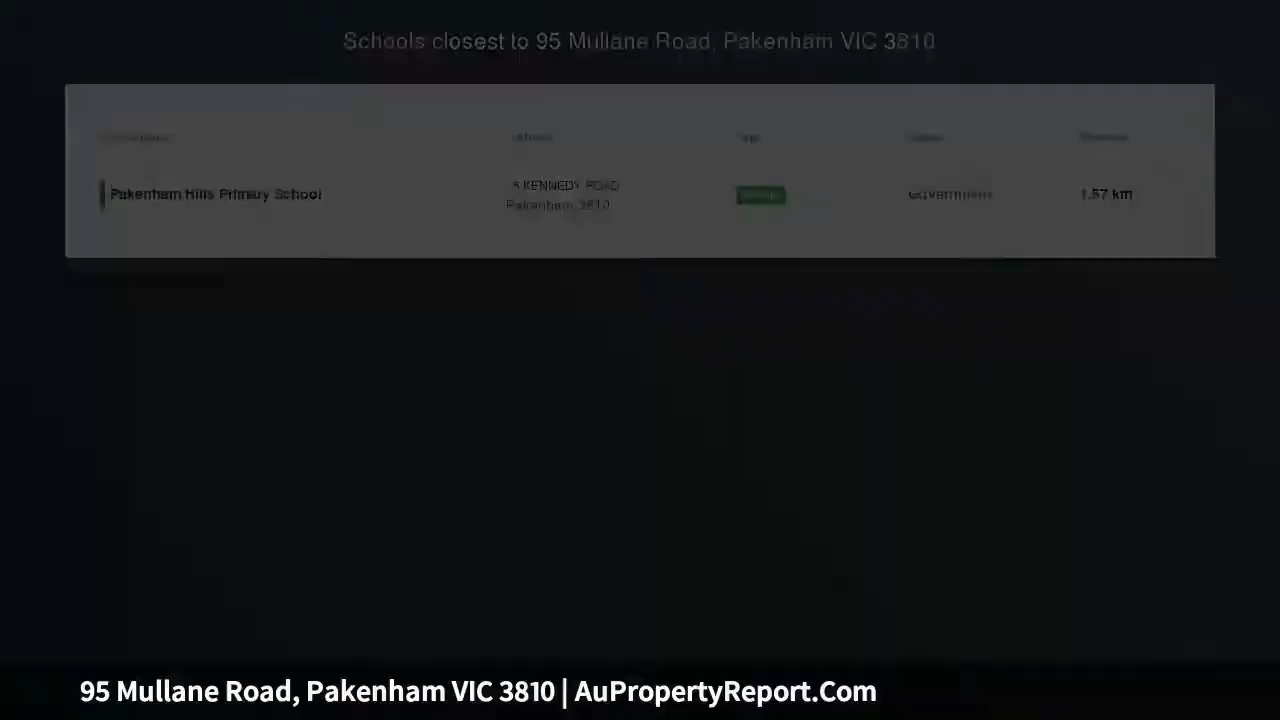 Schools closest to 95 Mullane Road, Pakenham VIC 3810
Pakenham Hills Primary School
KENNEDY ROAD
Pakenham 3810
Government
1.57 km
95 Mullane Road, Pakenham VIC 3810 | AuPropertyReport.Com